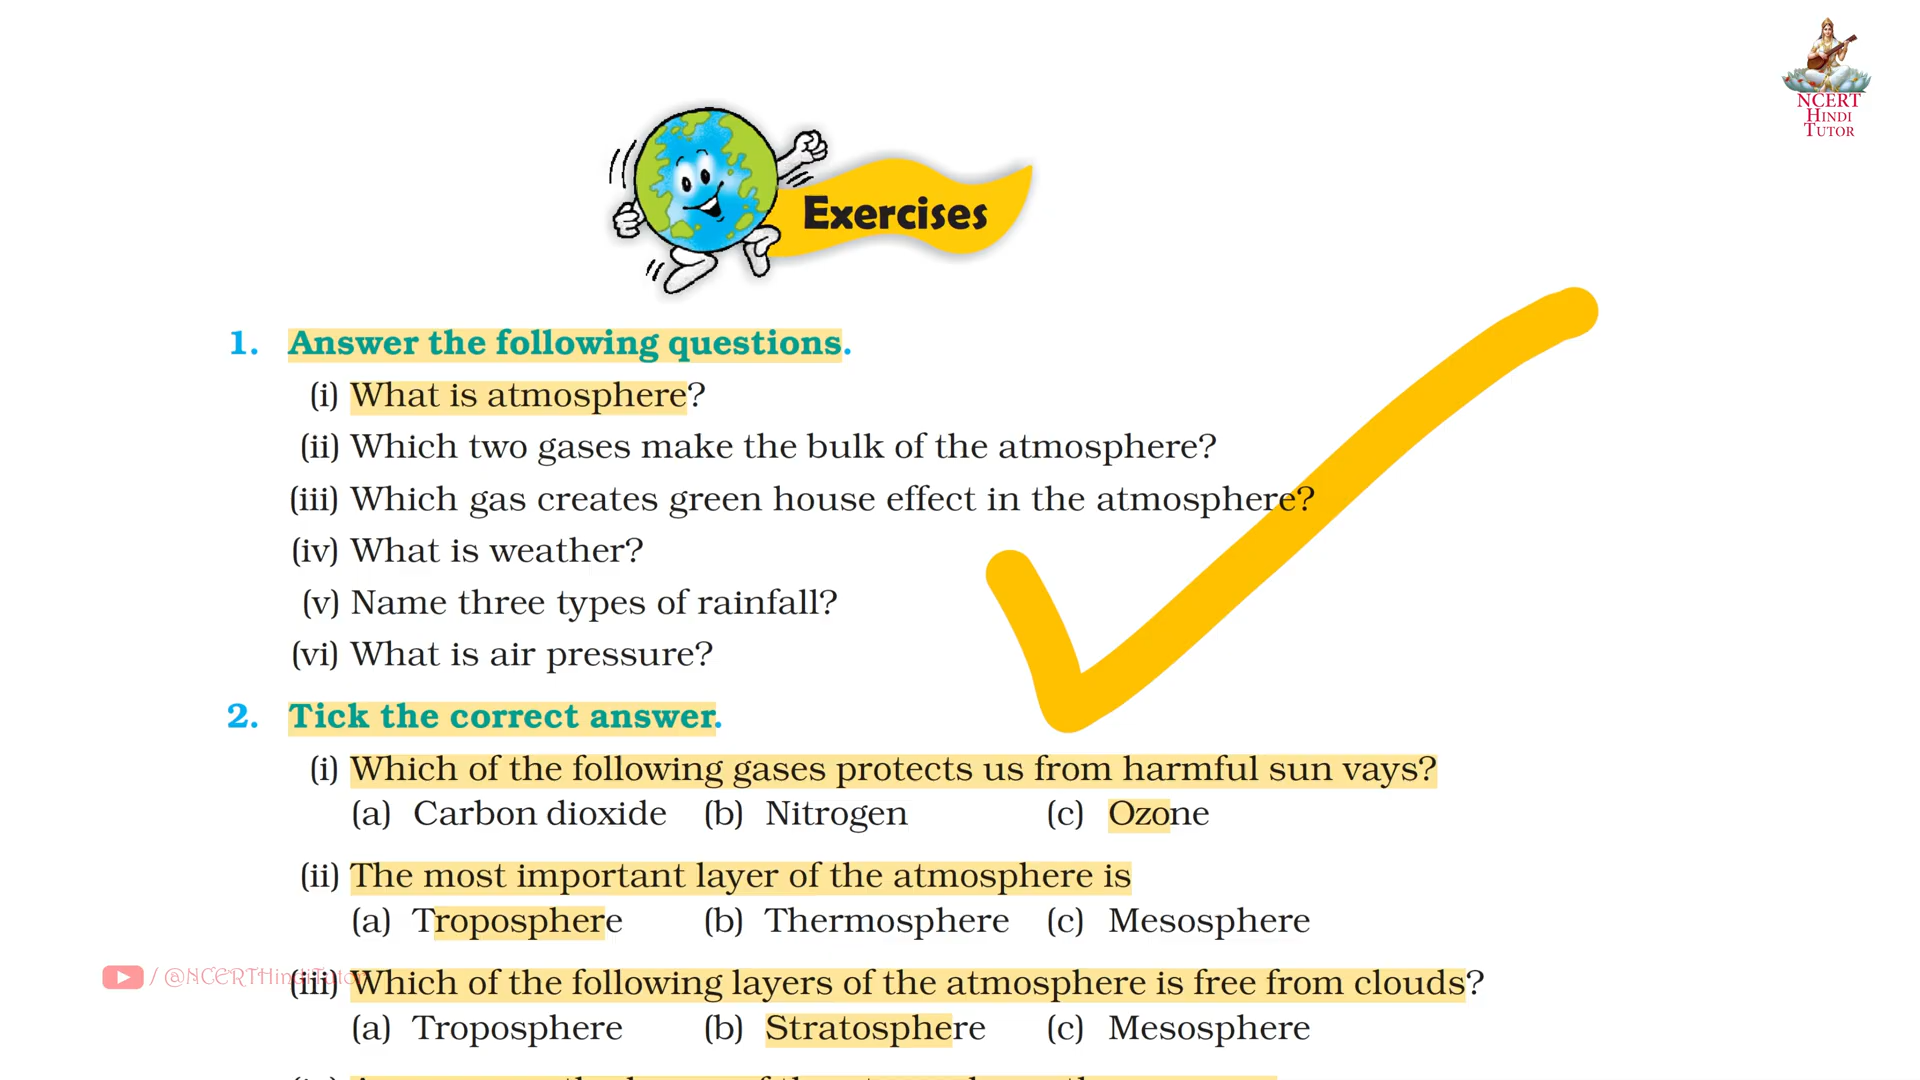 NCERT
HINDI
TUTOR
Exercises
1. Answer the following questions.
(i) What is atmosphere?
(ii) Which two gases make the bulk of the atmosphere?
(iii) Which gas creates green house effect in the atmosphere?
(iv) What is weather?
(v) Name three types of rainfall?
(vi) What is air pressure?
2. Tick the correct answer.
(i) Which of the following gases protects us from harmful sun vays?
(a) Carbon dioxide (b) Nitrogen (c) Ozone
(ii) The most important layer of the atmosphere is
(a) Troposphere (b) Thermosphere (c) Mesosphere
/ @NCERTHindiTutor
(iii) Which of the following layers of the atmosphere is free from clouds?
(a) Troposphere (b) Stratosphere (c) Mesosphere